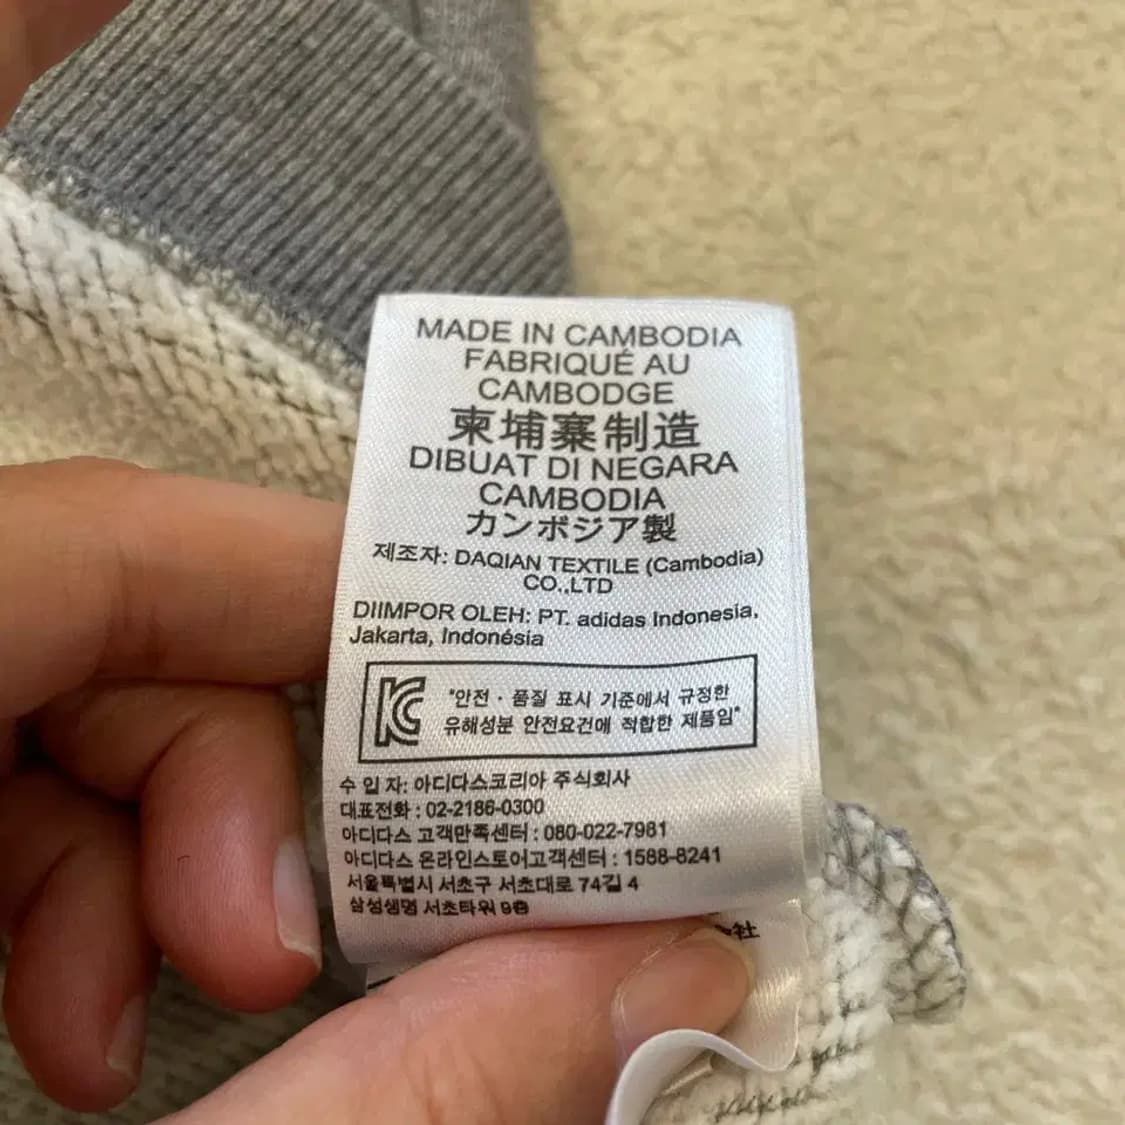 MADE IN CAMBODIA
FABRIQUÉ AU
CAMBODGE
柬埔寨制造
DIBUAT DI NEGARA
CAMBODIA
カンボジア製
제조자: DAQIAN TEXTILE (Cambodia)
CO.,LTD
DIIMPOR OLEH: PT. adidas Indonesia,
Jakarta, Indonésia
KC
"안전 · 품질 표시 기준에서 규정한
유해성분 안전요건에 적합한 제품임"
수 입 자: 아디다스코리아 주식회사
대표전화 : 02-2186-0300
아디다스 고객만족센터 : 080-022-7981
아디다스 온라인스토어고객센터 : 1588-8241
서울특별시 서초구 서초대로 74길 4
삼성생명 서초타워 9층
社